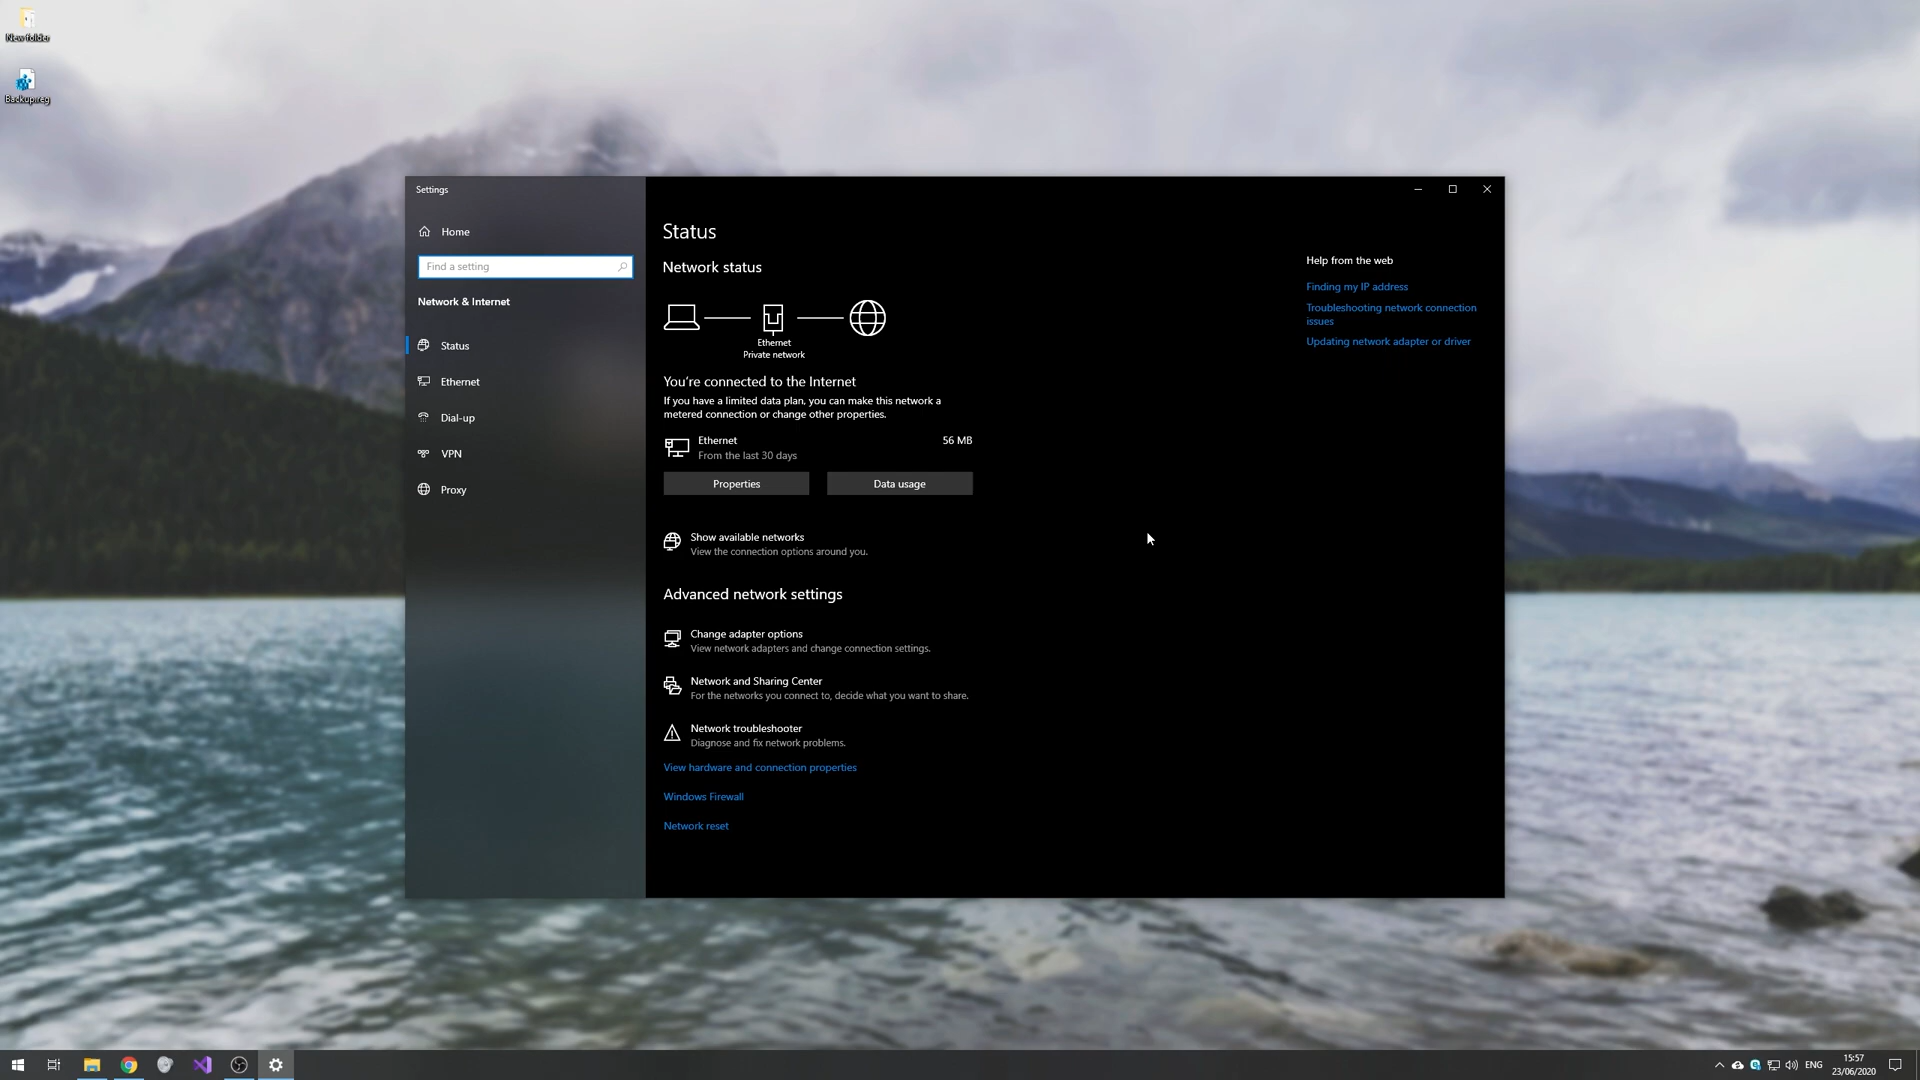 New folder
Backup.reg
Settings
Home
Find a setting
Network & Internet
Status
Ethernet
Dial-up
VPN
Proxy
Status
Network status
Ethernet
Private network
You're connected to the Internet
If you have a limited data plan, you can make this network a
metered connection or change other properties.
Ethernet
56 MB
From the last 30 days
Properties
Data usage
Show available networks
View the connection options around you.
Advanced network settings
Change adapter options
View network adapters and change connection settings.
Network and Sharing Center
For the networks you connect to, decide what you want to share.
Network troubleshooter
Diagnose and fix network problems.
View hardware and connection properties
Windows Firewall
Network reset
Help from the web
Finding my IP address
Troubleshooting network connection
issues
Updating network adapter or driver
ENG
15:57
23/06/2020